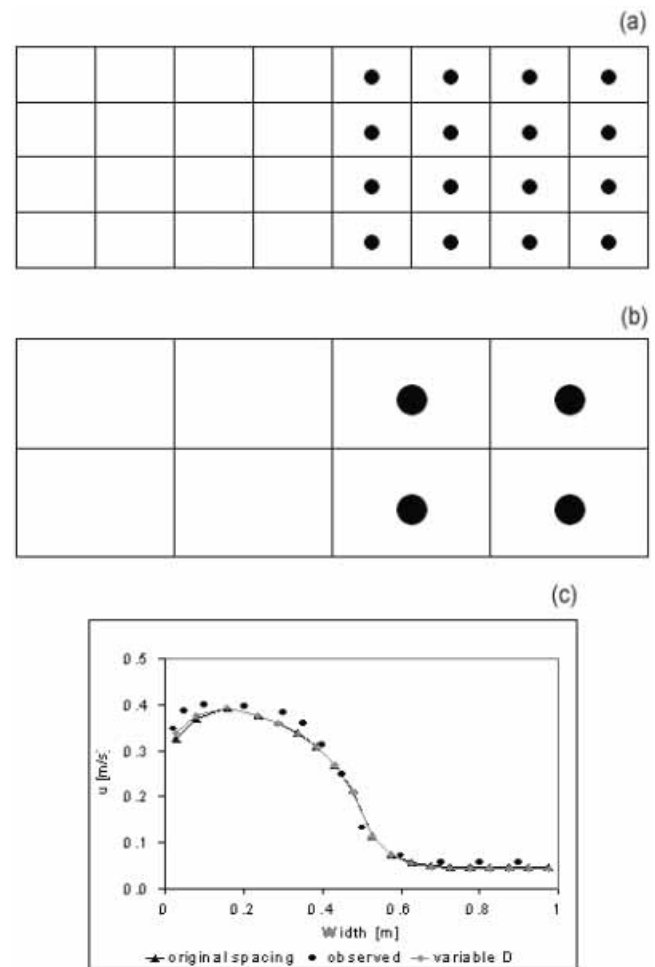 (a)
(b)
(c)
0.5
0.4
0.3
0.2
0.1
0.0
u [m/s]
0 0.2 0.4 0.6 0.8 1
Width [m]
original spacing observed variable D